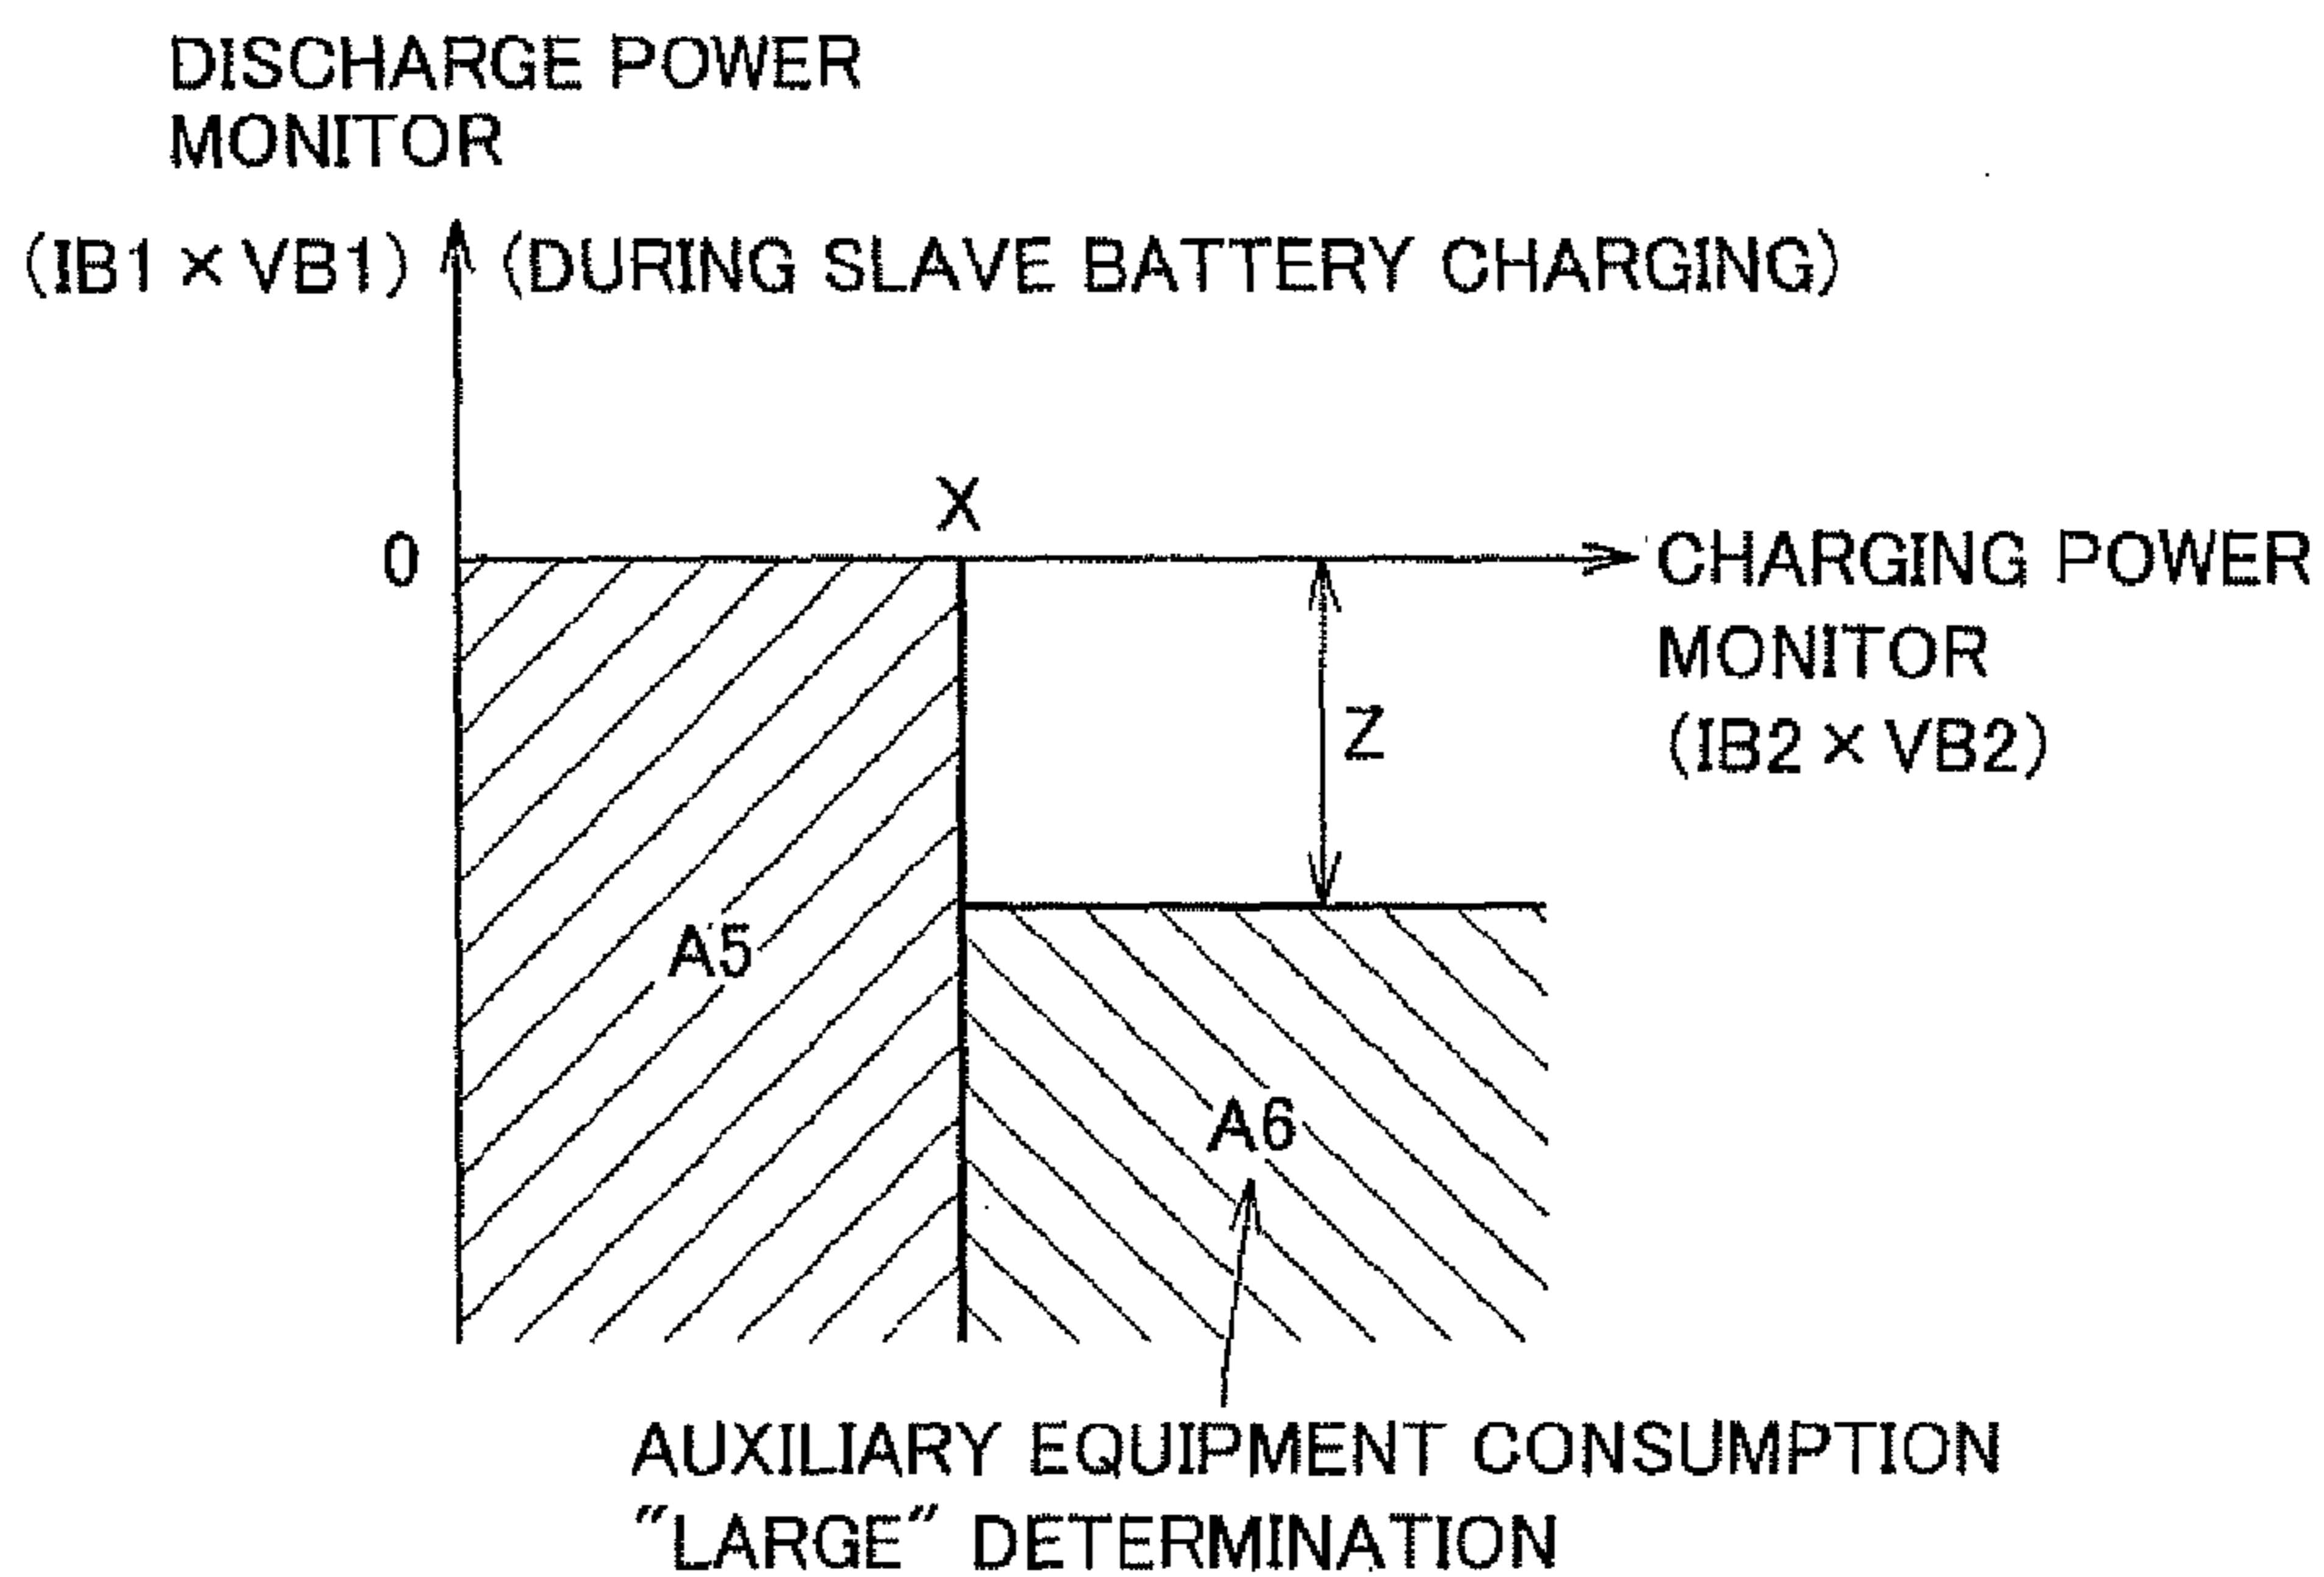 DISCHARGE POWER
MONITOR
(IB1 × VB1) (DURING SLAVE BATTERY CHARGING)
X
0
CHARGING POWER
MONITOR
(IB2 × VB2)
Z
A5
A6
AUXILIARY EQUIPMENT CONSUMPTION
"LARGE" DETERMINATION